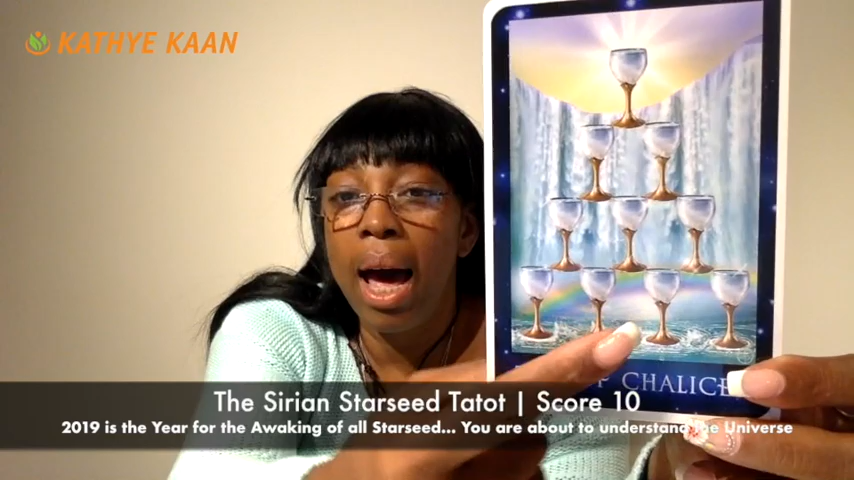 KATHYE KAAN
CHALICE
The Sirian Starseed Tatot | Score 10
2019 is the Year for the Awaking of all Starseed... You are about to understand the Universe